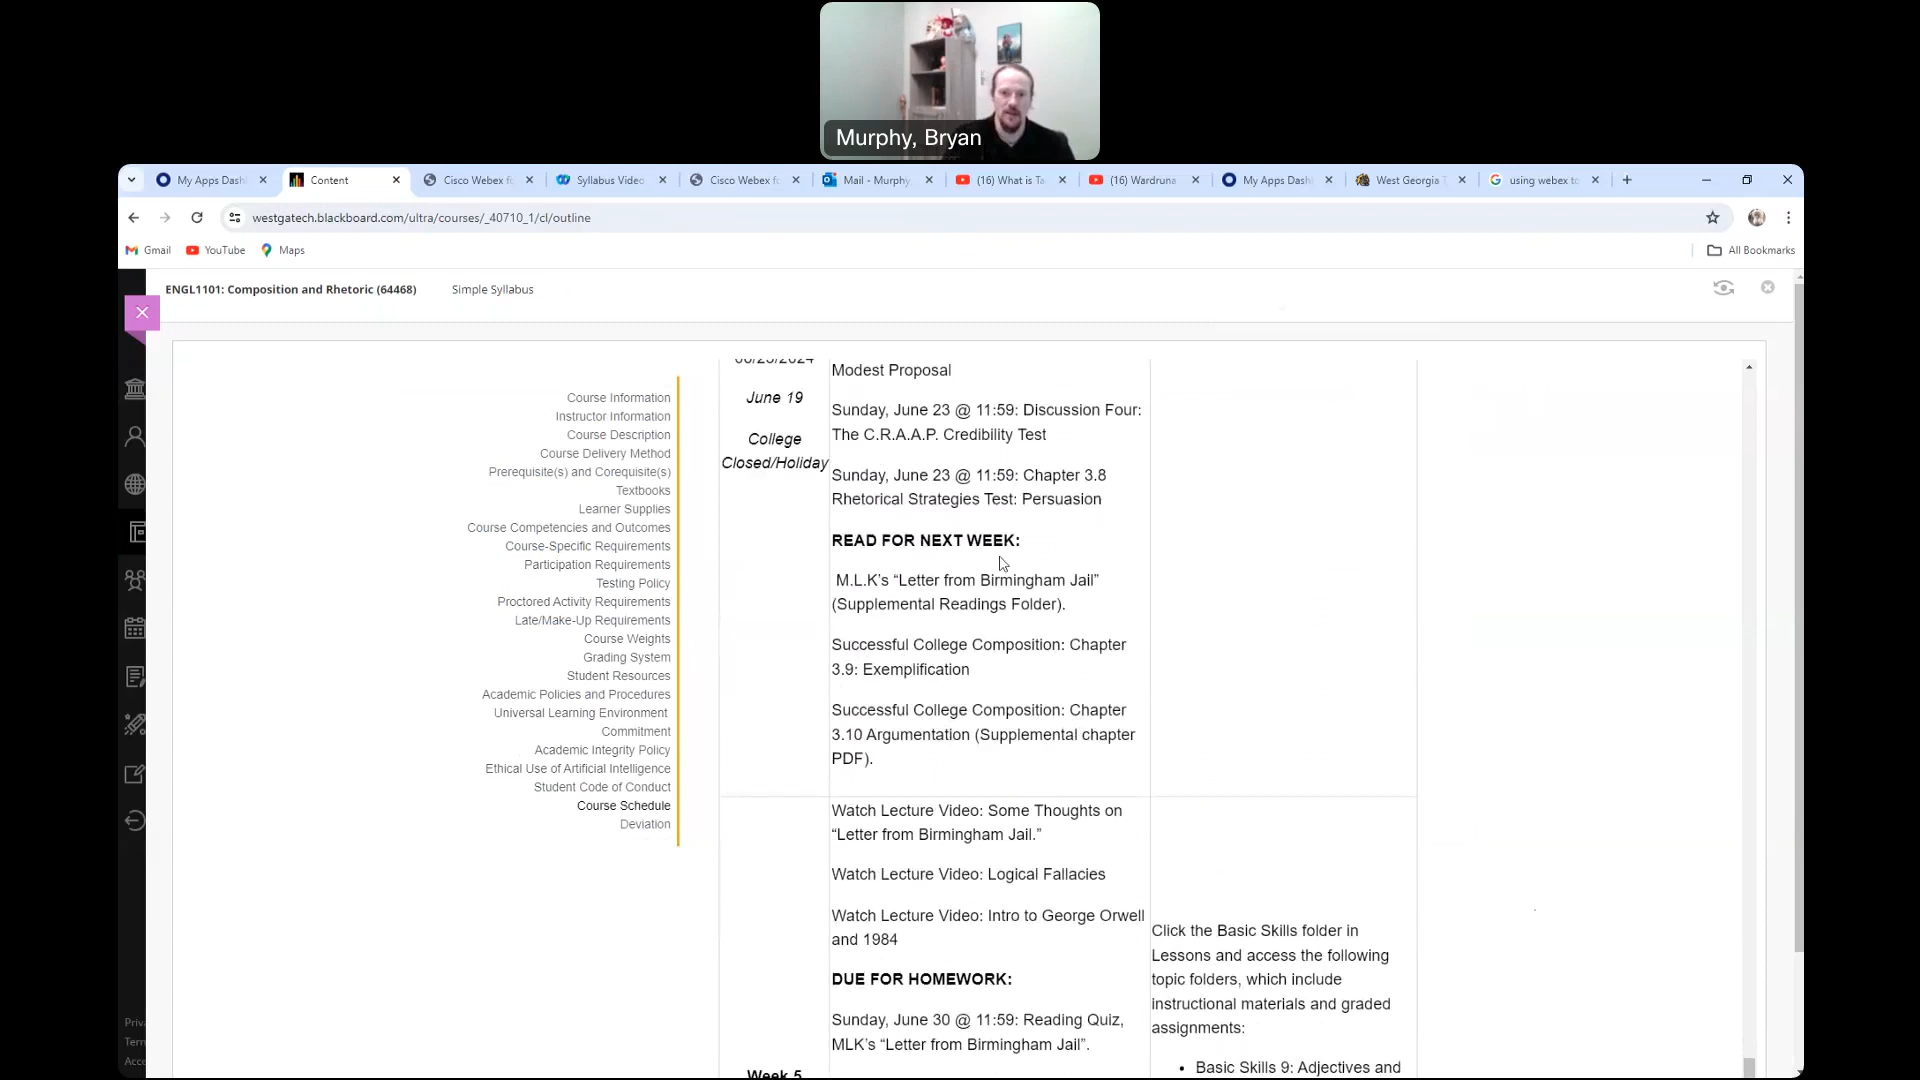 Murphy, Bryan
My Apps Dash
Content
Cisco Webex fo
Syllabus Video
Cisco Webex fo
Mail - Murphy
(16) What is Ta
(16) Wardruna
My Apps Dash
West Georgia T
using webex to
westgatech.blackboard.com/ultra/courses/_40710_1/cl/outline
Gmail
YouTube
Maps
All Bookmarks
ENGL1101: Composition and Rhetoric (64468)
Simple Syllabus
Course Information
Instructor Information
Course Description
Course Delivery Method
Prerequisite(s) and Corequisite(s)
Textbooks
Learner Supplies
Course Competencies and Outcomes
Course-Specific Requirements
Participation Requirements
Testing Policy
Proctored Activity Requirements
Late/Make-Up Requirements
Course Weights
Grading System
Student Resources
Academic Policies and Procedures
Universal Learning Environment
Commitment
Academic Integrity Policy
Ethical Use of Artificial Intelligence
Student Code of Conduct
Course Schedule
Deviation
June 19
College
Closed/Holiday
Modest Proposal
Sunday, June 23 @ 11:59: Discussion Four:
The C.R.A.A.P. Credibility Test
Sunday, June 23 @ 11:59: Chapter 3.8
Rhetorical Strategies Test: Persuasion
READ FOR NEXT WEEK:
M.L.K's “Letter from Birmingham Jail”
(Supplemental Readings Folder).
Successful College Composition: Chapter
3.9: Exemplification
Successful College Composition: Chapter
3.10 Argumentation (Supplemental chapter
PDF).
Week 5
Watch Lecture Video: Some Thoughts on
“Letter from Birmingham Jail.”
Watch Lecture Video: Logical Fallacies
Watch Lecture Video: Intro to George Orwell
and 1984
DUE FOR HOMEWORK:
Sunday, June 30 @ 11:59: Reading Quiz,
MLK's “Letter from Birmingham Jail”.
Click the Basic Skills folder in
Lessons and access the following
topic folders, which include
instructional materials and graded
assignments:
• Basic Skills 9: Adjectives and
Priv
Term
Acce